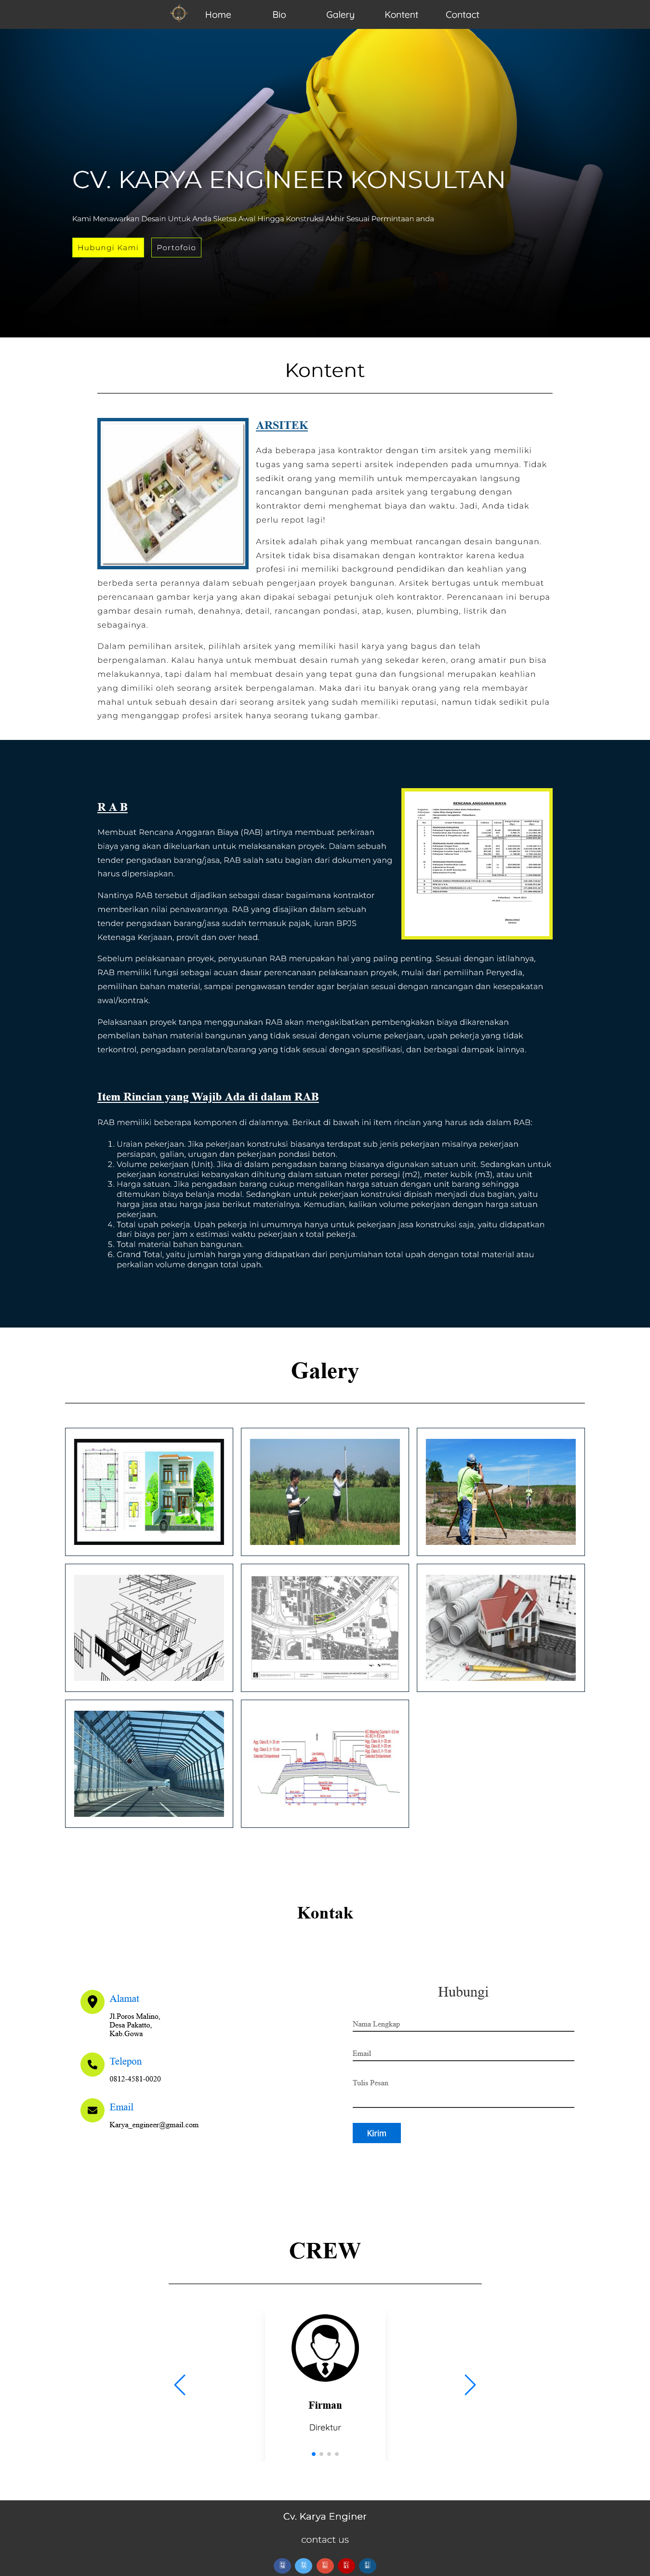 Home Bio Galery Kontent Contact
CV. KARYA ENGINEER KONSULTAN
Kami Menawarkan Desain Untuk Anda Sketsa Awal Hingga Konstruksi Akhir Sesuai Permintaan anda
Hubungi Kami Portofoio
Kontent
ARSITEK
Ada beberapa jasa kontraktor dengan tim arsitek yang memiliki
tugas yang sama seperti arsitek independen pada umumnya. Tidak
sedikit orang yang memilih untuk mempercayakan langsung
rancangan bangunan pada arsitek yang tergabung dengan
kontraktor demi menghemat biaya dan waktu. Jadi, Anda tidak
perlu repot lagi!
Arsitek adalah pihak yang membuat rancangan desain bangunan.
Arsitek tidak bisa disamakan dengan kontraktor karena kedua
profesi ini memiliki background pendidikan dan keahlian yang
berbeda serta perannya dalam sebuah pengerjaan proyek bangunan. Arsitek bertugas untuk membuat
perencanaan gambar kerja yang akan dipakai sebagai petunjuk oleh kontraktor. Perencanaan ini berupa
gambar desain rumah, denahnya, detail, rancangan pondasi, atap, kusen, plumbing, listrik dan
sebagainya.
Dalam pemilihan arsitek, pilihlah arsitek yang memiliki hasil karya yang bagus dan telah
berpengalaman. Kalau hanya untuk membuat desain rumah yang sekedar keren, orang amatir pun bisa
melakukannya, tapi dalam hal membuat desain yang tepat guna dan fungsional merupakan keahlian
yang dimiliki oleh seorang arsitek berpengalaman. Maka dari itu banyak orang yang rela membayar
mahal untuk sebuah desain dari seorang arsitek yang sudah memiliki reputasi, namun tidak sedikit pula
yang menganggap profesi arsitek hanya seorang tukang gambar.
R A B
Membuat Rencana Anggaran Biaya (RAB) artinya membuat perkiraan
biaya yang akan dikeluarkan untuk melaksanakan proyek. Dalam sebuah
tender pengadaan barang/jasa, RAB salah satu bagian dari dokumen yang
harus dipersiapkan.
Nantinya RAB tersebut dijadikan sebagai dasar bagaimana kontraktor
memberikan nilai penawarannya. RAB yang disajikan dalam sebuah
tender pengadaan barang/jasa sudah termasuk pajak, iuran BPJS
Ketenaga Kerjaaan, provit dan over head.
RENCANA ANGGARAN BIAYA
Sebelum pelaksanaan proyek, penyusunan RAB merupakan hal yang paling penting. Sesuai dengan istilahnya,
RAB memiliki fungsi sebagai acuan dasar perencanaan pelaksanaan proyek, mulai dari pemilihan Penyedia,
pemilihan bahan material, sampai pengawasan tender agar berjalan sesuai dengan rancangan dan kesepakatan
awal/kontrak.
Pelaksanaan proyek tanpa menggunakan RAB akan mengakibatkan pembengkakan biaya dikarenakan
pembelian bahan material bangunan yang tidak sesuai dengan volume pekerjaan, upah pekerja yang tidak
terkontrol, pengadaan peralatan/barang yang tidak sesuai dengan spesifikasi, dan berbagai dampak lainnya.
Item Rincian yang Wajib Ada di dalam RAB
RAB memiliki beberapa komponen di dalamnya. Berikut di bawah ini item rincian yang harus ada dalam RAB:
1. Uraian pekerjaan. Jika pekerjaan konstruksi biasanya terdapat sub jenis pekerjaan misalnya pekerjaan
persiapan, galian, urugan dan pekerjaan pondasi beton.
2. Volume pekerjaan (Unit). Jika di dalam pengadaan barang biasanya digunakan satuan unit. Sedangkan untuk
pekerjaan konstruksi kebanyakan dihitung dalam satuan meter persegi (m2), meter kubik (m3), atau unit
3. Harga satuan. Jika pengadaan barang cukup mengalikan harga satuan dengan unit barang sehingga
ditemukan biaya belanja modal. Sedangkan untuk pekerjaan konstruksi dipisah menjadi dua bagian, yaitu
harga jasa atau harga jasa berikut materialnya. Kemudian, kalikan volume pekerjaan dengan harga satuan
pekerjaan.
4. Total upah pekerja. Upah pekerja ini umumnya hanya untuk pekerjaan jasa konstruksi saja, yaitu didapatkan
dari biaya per jam x estimasi waktu pekerjaan x total pekerja.
5. Total material bahan bangunan.
6. Grand Total, yaitu jumlah harga yang didapatkan dari penjumlahan total upah dengan total material atau
perkalian volume dengan total upah.
Galery
Kontak
Alamat
Jl.Poros Malino,
Desa Pakatto,
Kab.Gowa
Telepon
0812-4581-0020
Email
Karya_engineer@gmail.com
Hubungi
Nama Lengkap
Email
Tulis Pesan
Kirim
CREW
Firman
Direktur
Cv. Karya Enginer
contact us